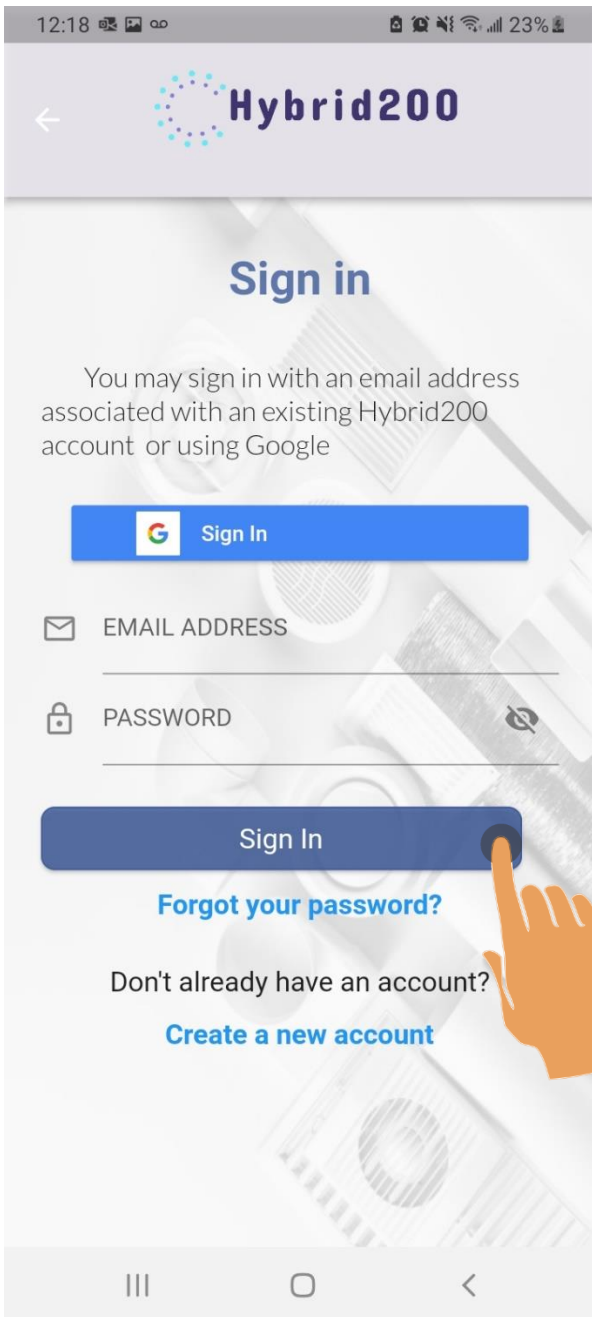 12:18 23%
Hybrid200
Sign in
You may sign in with an email address
associated with an existing Hybrid200
account or using Google
G Sign In
EMAIL ADDRESS
PASSWORD
Sign In
Forgot your password?
Don't already have an account?
Create a new account